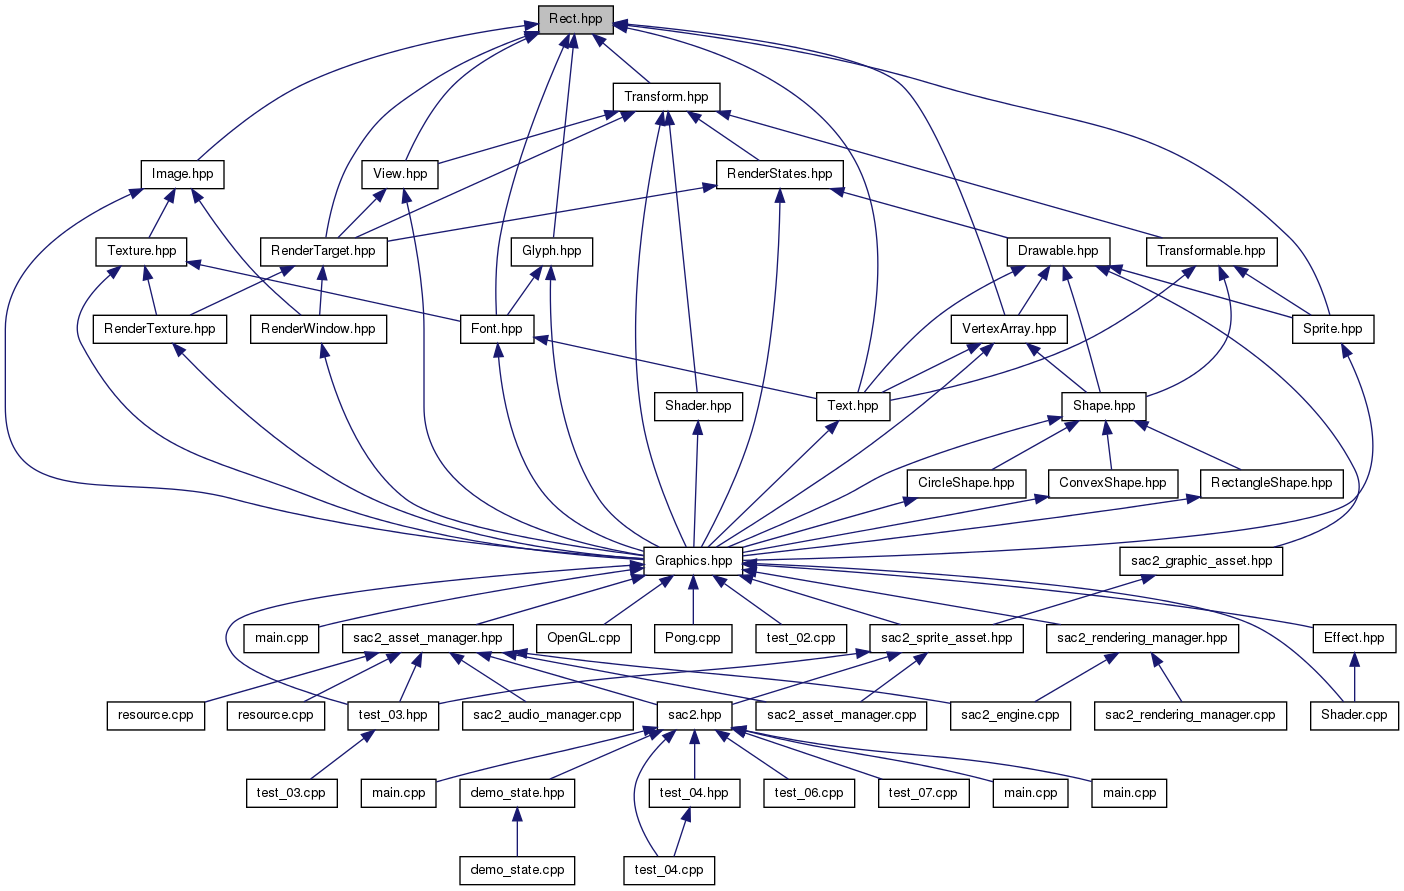 Rect.hpp
Transform.hpp
Image.hpp
View.hpp
RenderStates.hpp
Texture.hpp
RenderTarget.hpp
Glyph.hpp
Drawable.hpp
Transformable.hpp
RenderTexture.hpp
RenderWindow.hpp
Font.hpp
VertexArray.hpp
Sprite.hpp
Shader.hpp
Text.hpp
Shape.hpp
CircleShape.hpp
ConvexShape.hpp
RectangleShape.hpp
Graphics.hpp
sac2_graphic_asset.hpp
main.cpp
sac2_asset_manager.hpp
OpenGL.cpp
Pong.cpp
test_02.cpp
sac2_sprite_asset.hpp
sac2_rendering_manager.hpp
Effect.hpp
resource.cpp
resource.cpp
test_03.hpp
sac2_audio_manager.cpp
sac2.hpp
sac2_asset_manager.cpp
sac2_engine.cpp
sac2_rendering_manager.cpp
Shader.cpp
test_03.cpp
main.cpp
demo_state.hpp
test_04.hpp
test_06.cpp
test_07.cpp
main.cpp
main.cpp
demo_state.cpp
test_04.cpp